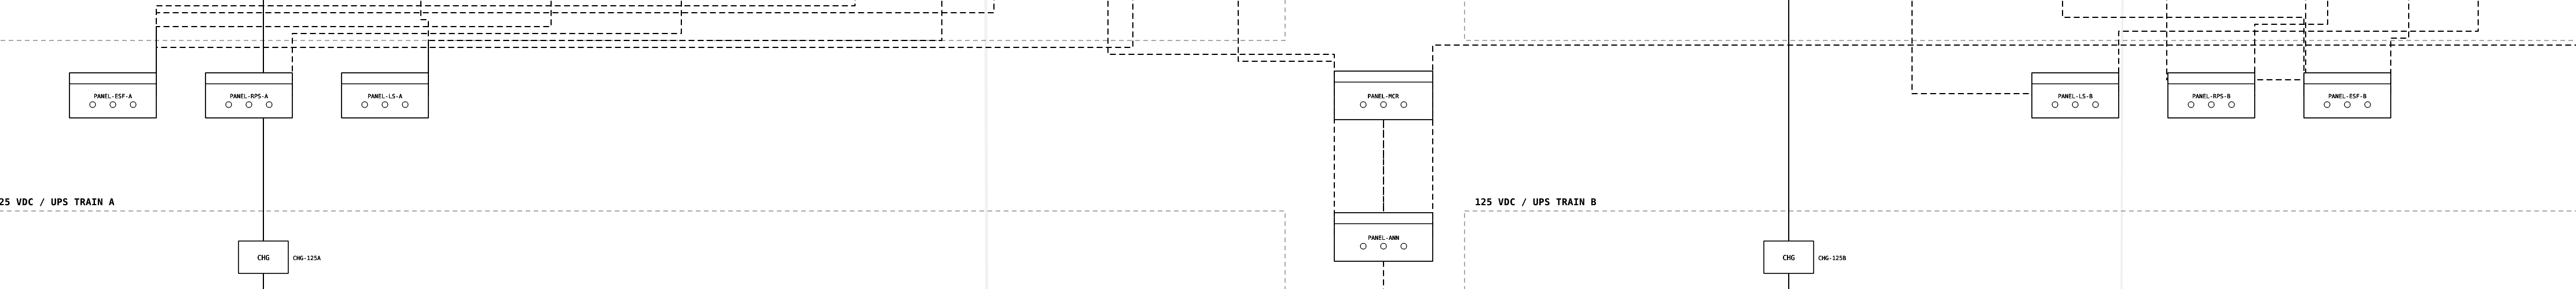 PANEL-ESF-A
PANEL-RPS-A
PANEL-LS-A
PANEL-MCR
PANEL-LS-B
PANEL-RPS-B
PANEL-ESF-B
25 VDC / UPS TRAIN A
125 VDC / UPS TRAIN B
PANEL-ANN
CHG
CHG-125A
CHG
CHG-125B